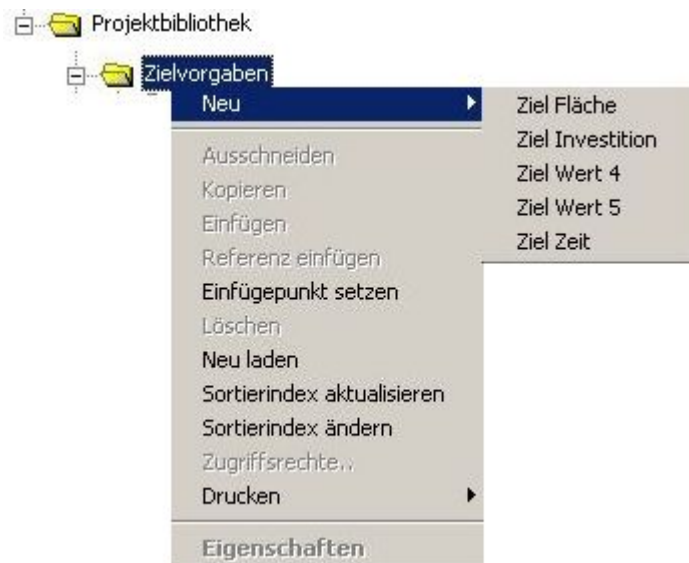 Projektbibliothek
Zielvorgaben
Neu
Ausschneiden
Kopieren
Einfügen
Referenz einfügen
Einfügepunkt setzen
Löschen
Neu laden
Sortierindex aktualisieren
Sortierindex ändern
Zugriffsrechte..
Drucken
Eigenschaften
Ziel Fläche
Ziel Investition
Ziel Wert 4
Ziel Wert 5
Ziel Zeit